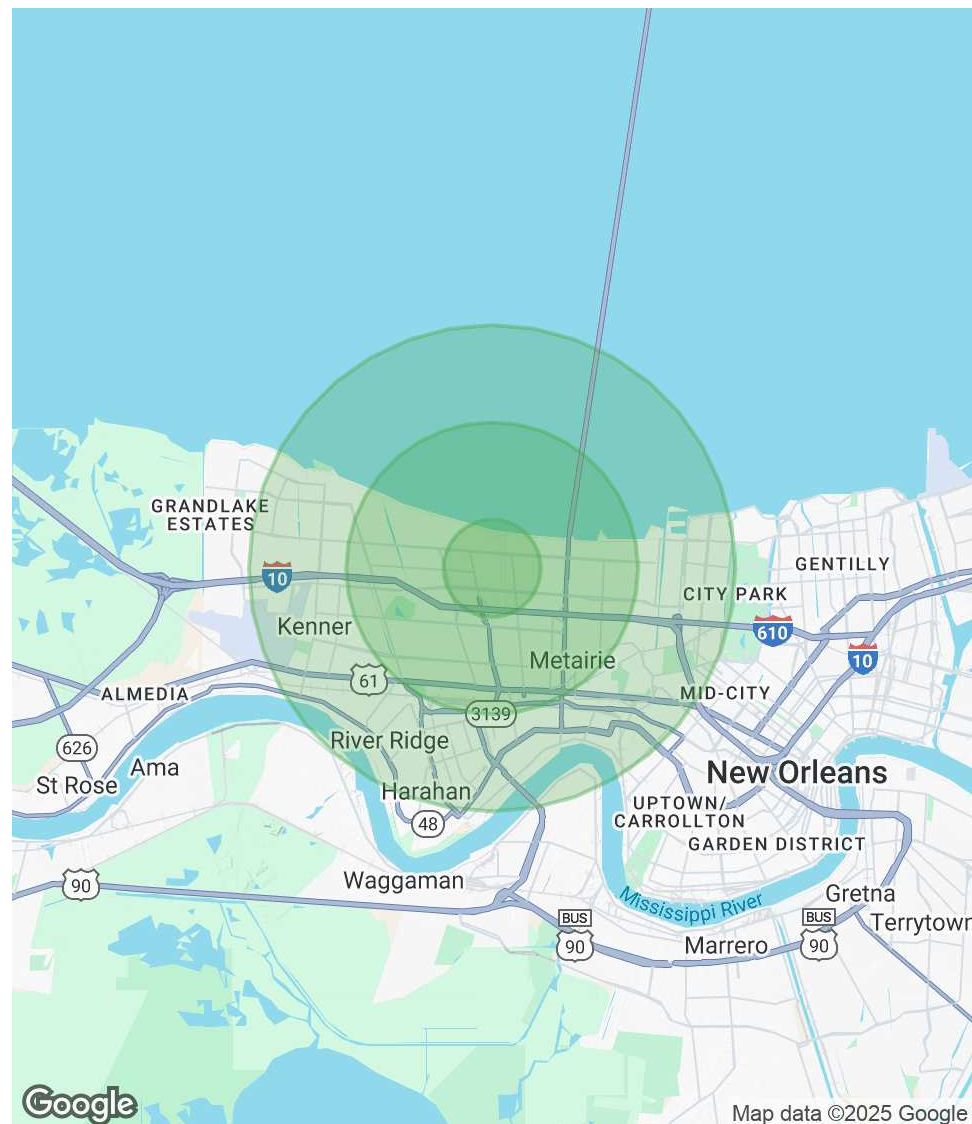 GRANDLAKE
ESTATES
10
GENTILLY
CITY PARK
610
Kenner
10
Metairie
61
ALMEDIA
MID-CITY
3139
626
River Ridge
Ama
St Rose
New Orleans
Harahan
UPTOWN/
CARROLLTON
48
GARDEN DISTRICT
Waggaman
90
Mississippi River
Gretna
BUS
90
BUS
90
Terrytown
Marrero
Google
Map data ©2025 Google